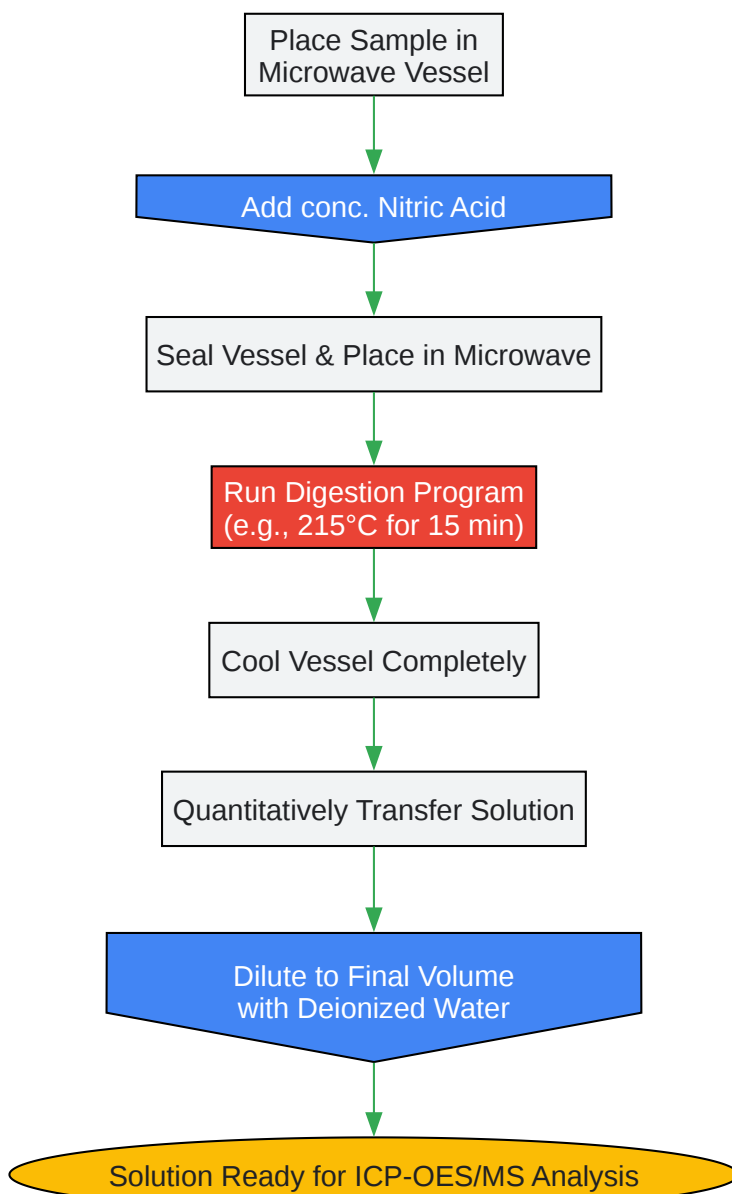 Place Sample in
Microwave Vessel
Add conc. Nitric Acid
Seal Vessel & Place in Microwave
Run Digestion Program
(e.g., 215°C for 15 min)
Cool Vessel Completely
Quantitatively Transfer Solution
Dilute to Final Volume
with Deionized Water
Solution Ready for ICP-OES/MS Analysis